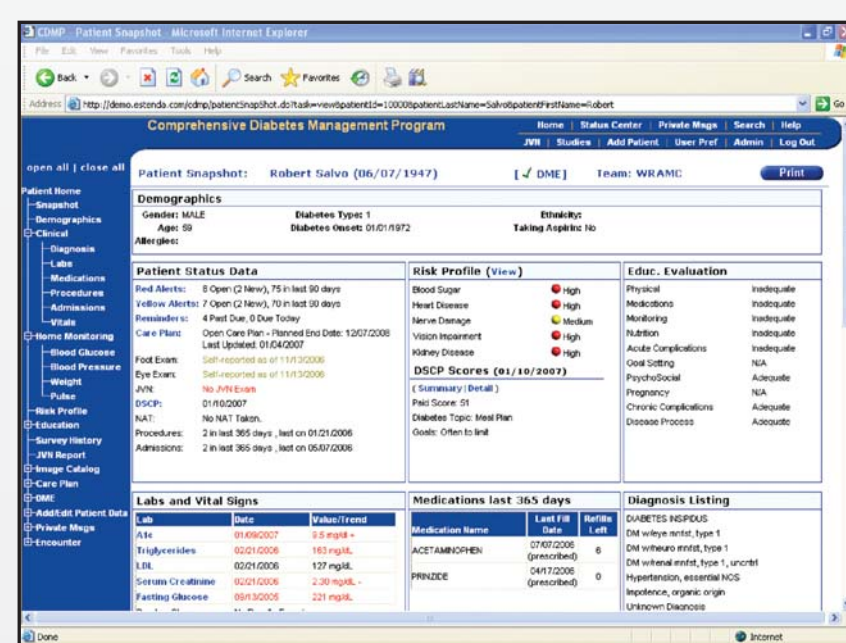 CDMP - Patient Snapshot - Microsoft Internet Explorer
File Edit View Favorites Tools Help
Back Search Favorites
Address http://demo.estenda.com/cdmp/patientSnapShot.do?task=view&patientId=10000&patientLastName=Salvo&patientFirstName=Robert Go
Comprehensive Diabetes Management Program
Home | Status Center | Private Msgs | Search | Help
JVN | Studies | Add Patient | User Pref | Admin | Log Out
open all | close all
Patient Home
Snapshot
Demographics
Clinical
Diagnosis
Labs
Medications
Procedures
Admissions
Vitals
Home Monitoring
Blood Glucose
Blood Pressure
Weight
Pulse
Risk Profile
Education
Survey History
JVN Report
Image Catalog
Care Plan
DME
Add/Edit Patient Data
Private Msgs
Encounter
Patient Snapshot: Robert Salvo (06/07/1947) [ ✓ DME] Team: WRAMC Print
Demographics
Gender: MALE Diabetes Type: 1 Ethnicity:
Age: 59 Diabetes Onset: 01/01/1972 Taking Aspirin: No
Allergies:
Patient Status Data
Red Alerts: 8 Open (2 New), 75 in last 90 days
Yellow Alerts: 7 Open (2 New), 70 in last 90 days
Reminders: 4 Past Due, 0 Due Today
Care Plan: Open Care Plan - Planned End Date: 12/07/2008
Last Updated: 01/04/2007
Foot Exam: Self-reported as of 11/13/2006
Eye Exam: Self-reported as of 11/13/2006
JVN: No JVN Exam
DSCP: 01/10/2007
NAT: No NAT Taken.
Procedures: 2 in last 365 days , last on 01/21/2006
Admissions: 2 in last 365 days , last on 05/07/2006
Risk Profile (View)
Blood Sugar High
Heart Disease High
Nerve Damage Medium
Vision Impairment High
Kidney Disease High
DSCP Scores (01/10/2007)
( Summary | Detail )
Paid Score: 51
Diabetes Topic: Meal Plan
Goals: Often to limit
Educ. Evaluation
Physical Inadequate
Medications Inadequate
Monitoring Inadequate
Nutrition Inadequate
Acute Complications Inadequate
Goal Setting N/A
PsychoSocial Adequate
Pregnancy N/A
Chronic Complications Adequate
Disease Process Adequate
Labs and Vital Signs
Lab Date Value/Trend
A1c 01/09/2007 9.5 mg/dl +
Triglycerides 02/21/2006 163 mg/dL
LDL 02/21/2006 127 mg/dL
Serum Creatinine 02/21/2006 2.30 mg/dL -
Fasting Glucose 09/13/2005 221 mg/dL
Medications last 365 days
Medication Name Last Fill Date Refills Left
ACETAMINOPHEN 07/07/2006 (prescribed) 6
PRINZIDE 04/17/2006 (prescribed) 0
Diagnosis Listing
DIABETES INSIPIDUS
DM w/eye mnfst, type 1
DM w/neuro mnfst, type 1
DM w/renal mnfst, type 1, uncntrl
Hypertension, essential NOS
Impotence, organic origin
Unknown Diagnosis
Done Internet